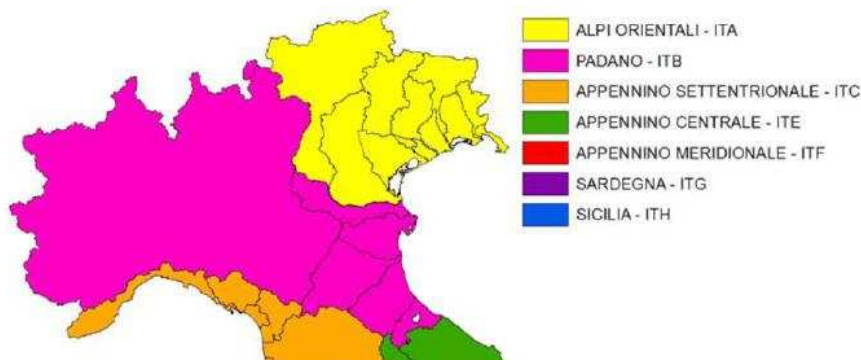 ALPI ORIENTALI - ITA
PADANO - ITB
APPENNINO SETTENTRIONALE - ITC
APPENNINO CENTRALE - ITE
APPENNINO MERIDIONALE - ITF
SARDEGNA - ITG
SICILIA - ITH